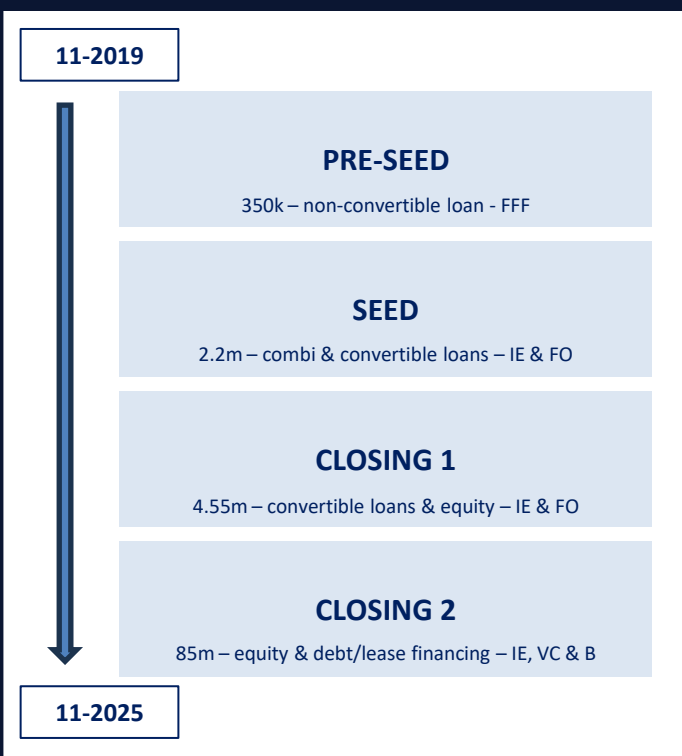 11-2019
PRE-SEED
350k – non-convertible loan - FFF
SEED
2.2m – combi & convertible loans – IE & FO
CLOSING 1
4.55m – convertible loans & equity – IE & FO
CLOSING 2
85m – equity & debt/lease financing – IE, VC & B
11-2025